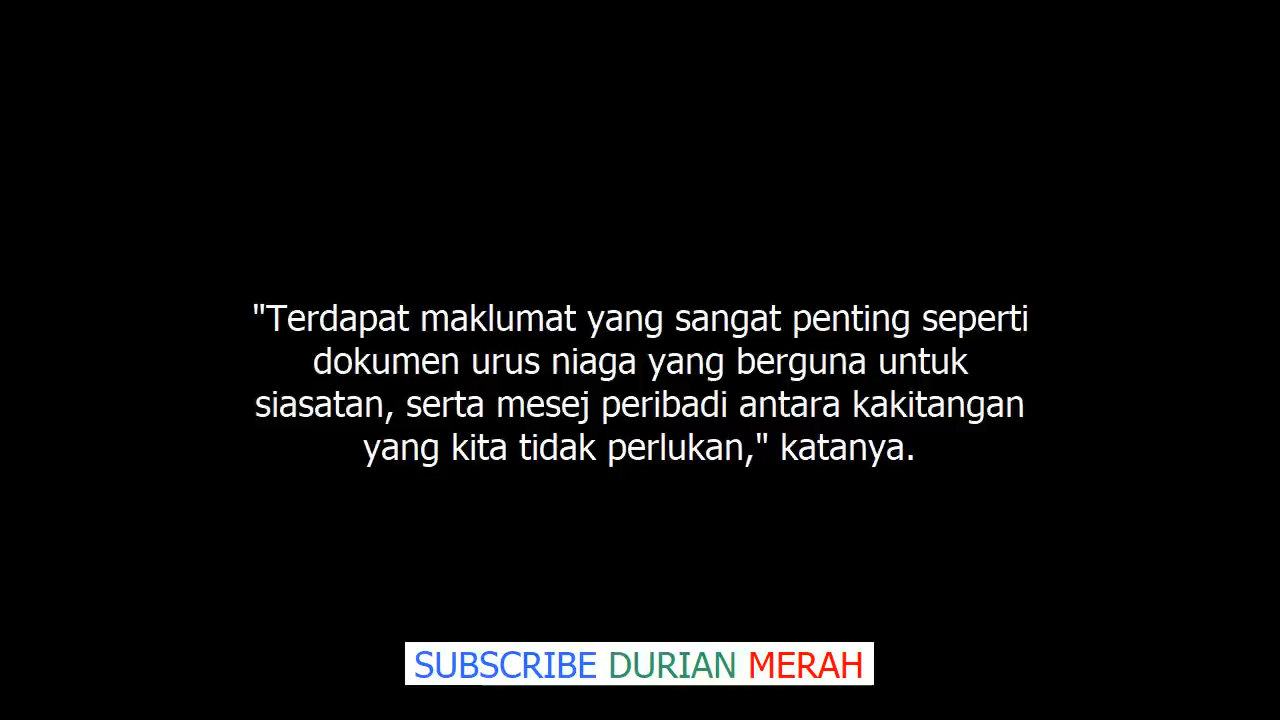 "Terdapat maklumat yang sangat penting seperti
dokumen urus niaga yang berguna untuk
siasatan, serta mesej peribadi antara kakitangan
yang kita tidak perlukan," katanya.
SUBSCRIBE DURIAN MERAH